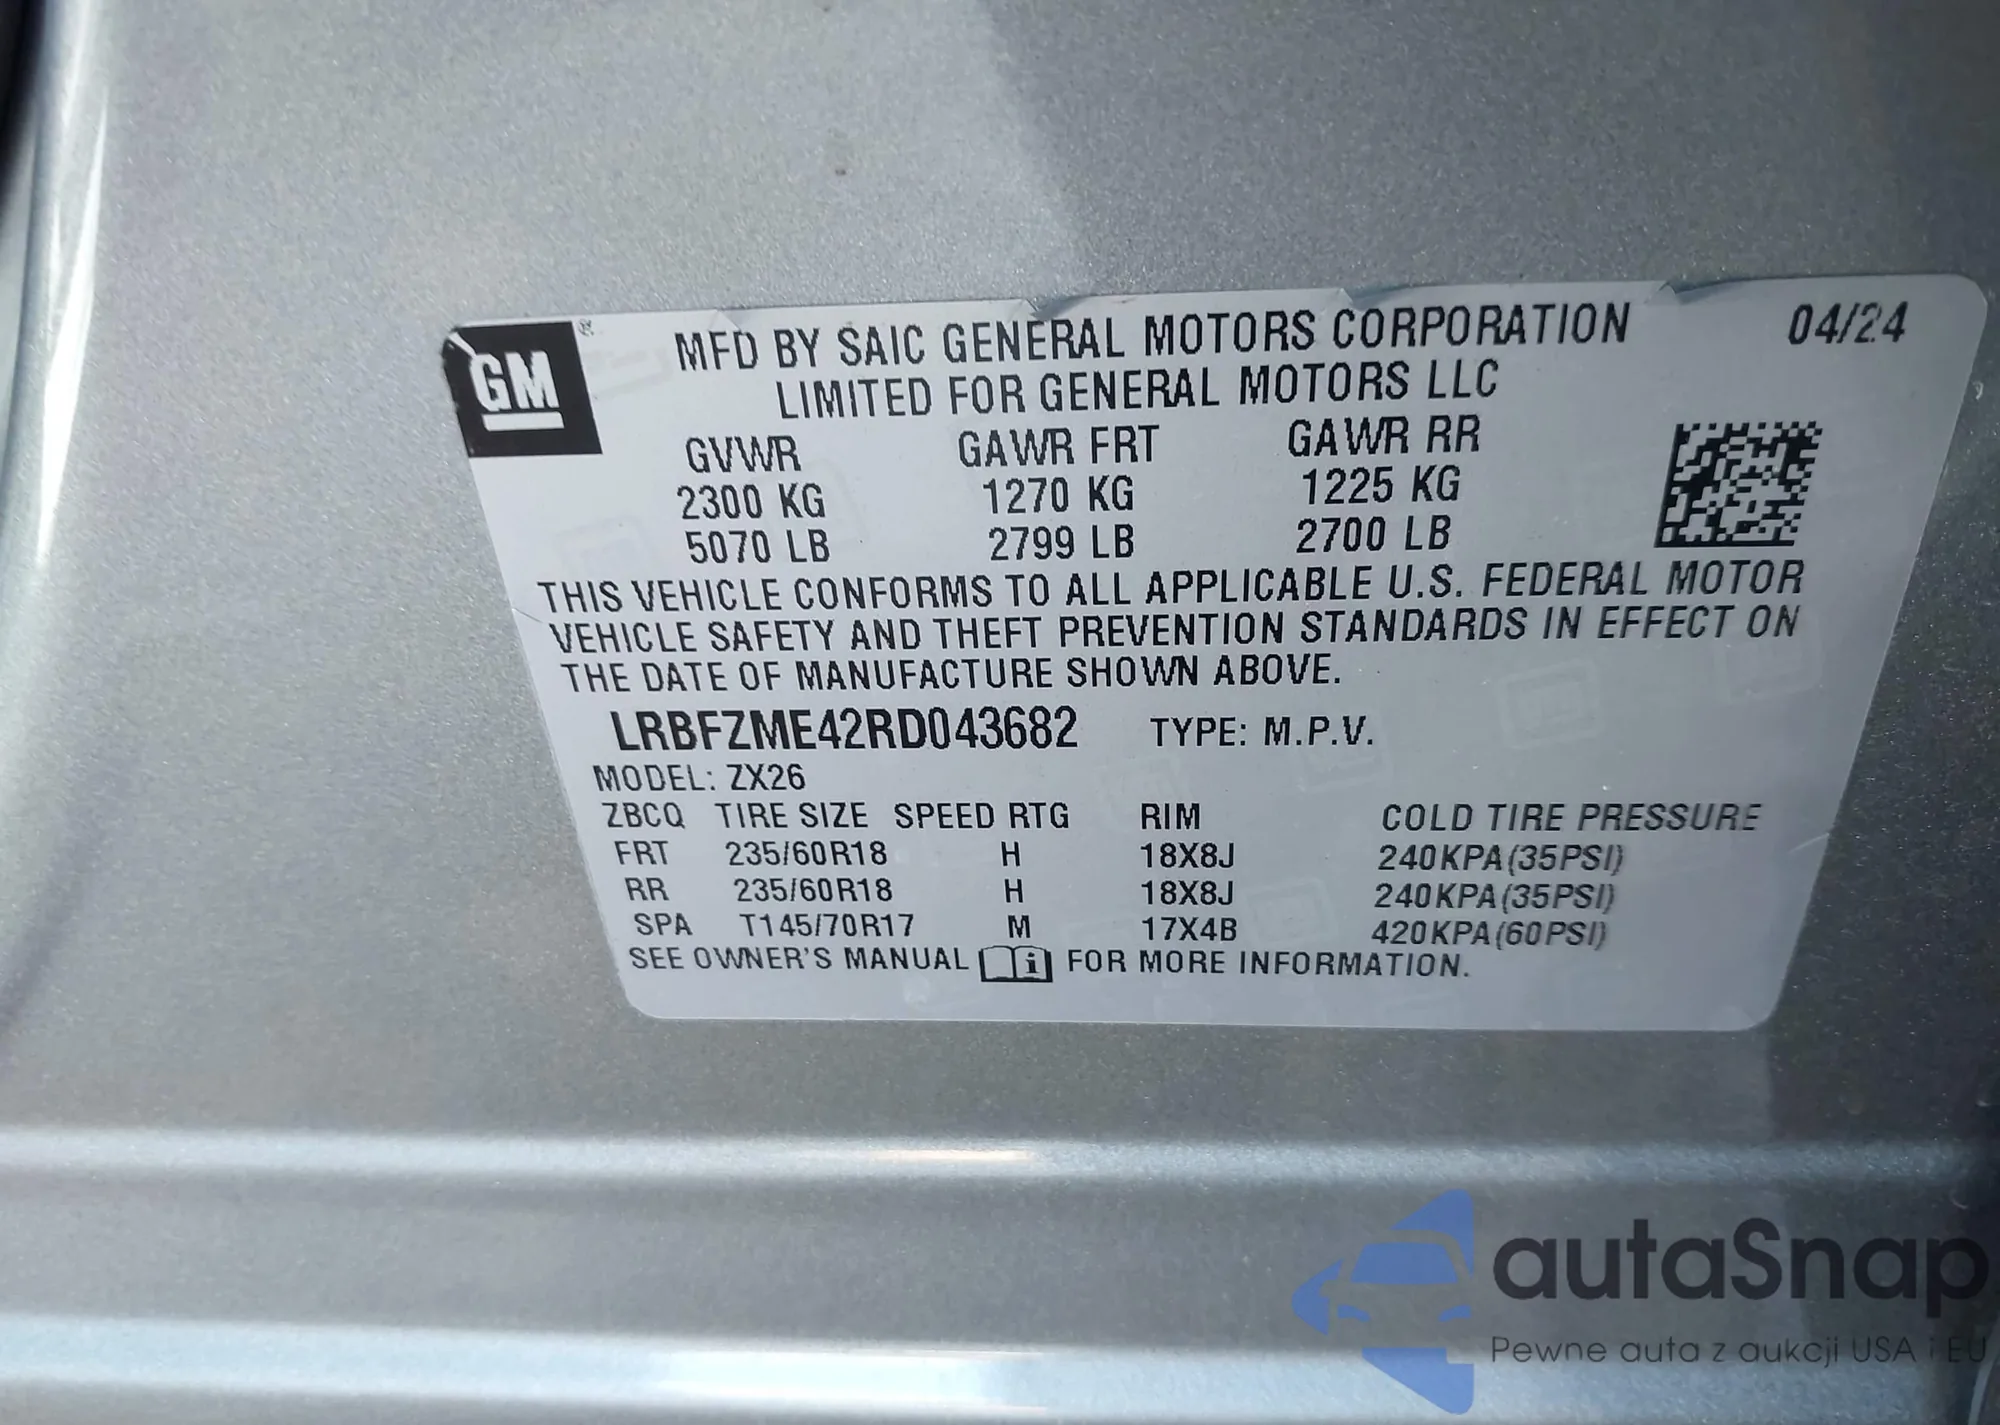 GM ® MFD BY SAIC GENERAL MOTORS CORPORATION 04/24
LIMITED FOR GENERAL MOTORS LLC
GVWR GAWR FRT GAWR RR
2300 KG 1270 KG 1225 KG
5070 LB 2799 LB 2700 LB
THIS VEHICLE CONFORMS TO ALL APPLICABLE U.S. FEDERAL MOTOR
VEHICLE SAFETY AND THEFT PREVENTION STANDARDS IN EFFECT ON
THE DATE OF MANUFACTURE SHOWN ABOVE.
LRBFZME42RD043682 TYPE: M.P.V.
MODEL: ZX26
ZBCQ TIRE SIZE SPEED RTG RIM COLD TIRE PRESSURE
FRT 235/60R18 H 18X8J 240KPA(35PSI)
RR 235/60R18 H 18X8J 240KPA(35PSI)
SPA T145/70R17 M 17X4B 420KPA(60PSI)
SEE OWNER'S MANUAL i FOR MORE INFORMATION.
autaSnap
Pewne auta z aukcji USA i EU